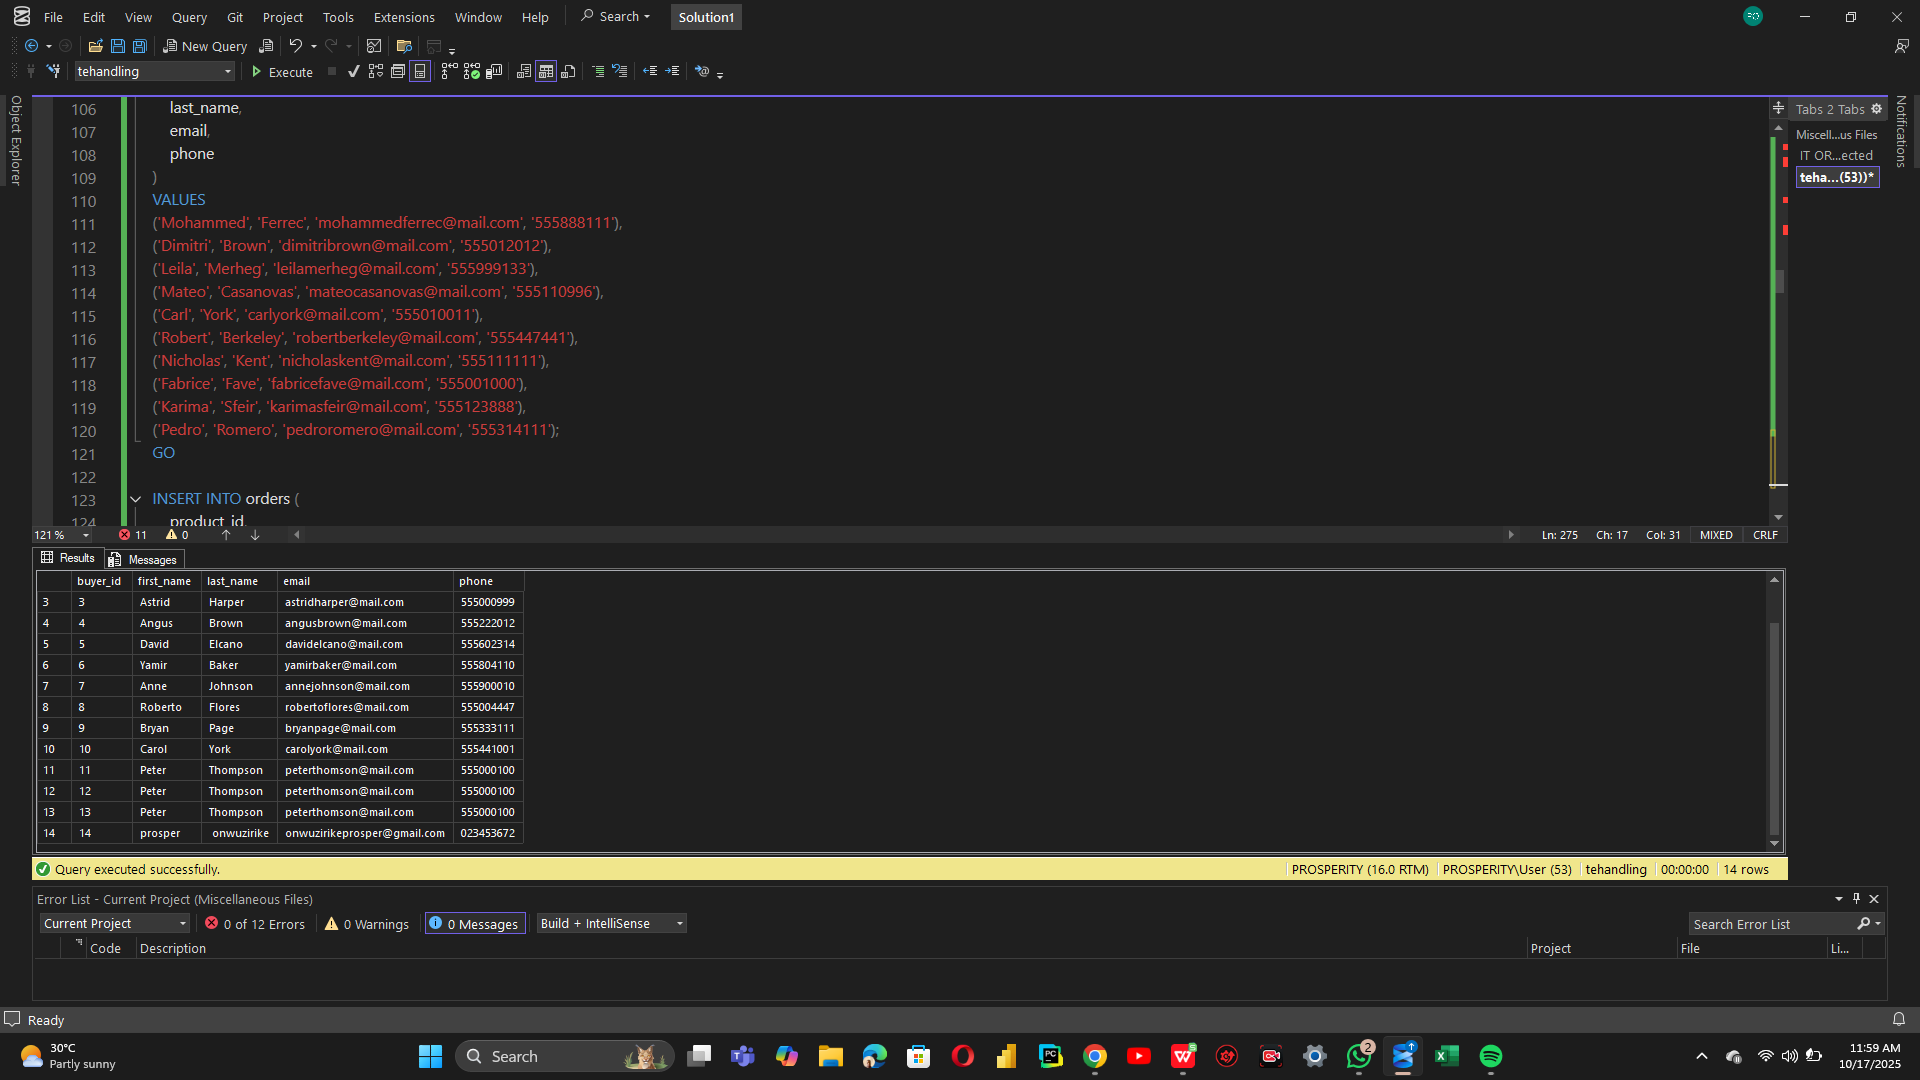 File Edit View Query Git Project Tools Extensions Window Help Search Solution1
New Query
tehandling Execute
Object Explorer
106 last_name,
107 email,
108 phone
109 )
110 VALUES
111 ('Mohammed', 'Ferrec', 'mohammedferrec@mail.com', '555888111'),
112 ('Dimitri', 'Brown', 'dimitribrown@mail.com', '555012012'),
113 ('Leila', 'Merheg', 'leilamerheg@mail.com', '555999133'),
114 ('Mateo', 'Casanovas', 'mateocasanovas@mail.com', '555110996'),
115 ('Carl', 'York', 'carlyork@mail.com', '555010011'),
116 ('Robert', 'Berkeley', 'robertberkeley@mail.com', '555447441'),
117 ('Nicholas', 'Kent', 'nicholaskent@mail.com', '555111111'),
118 ('Fabrice', 'Fave', 'fabricefave@mail.com', '555001000'),
119 ('Karima', 'Sfeir', 'karimasfeir@mail.com', '555123888'),
120 ('Pedro', 'Romero', 'pedroromero@mail.com', '555314111');
121 GO
122
123 INSERT INTO orders (
124 product_id,
Tabs 2 Tabs
Miscell...us Files
IT OR...ected
teha...(53))*
Notifications
121 % 11 0 Ln: 275 Ch: 17 Col: 31 MIXED CRLF
Results Messages
buyer_id first_name last_name email phone
3 3 Astrid Harper astridharper@mail.com 555000999
4 4 Angus Brown angusbrown@mail.com 555222012
5 5 David Elcano davidelcano@mail.com 555602314
6 6 Yamir Baker yamirbaker@mail.com 555804110
7 7 Anne Johnson annejohnson@mail.com 555900010
8 8 Roberto Flores robertoflores@mail.com 555004447
9 9 Bryan Page bryanpage@mail.com 555333111
10 10 Carol York carolyork@mail.com 555441001
11 11 Peter Thompson peterthomson@mail.com 555000100
12 12 Peter Thompson peterthomson@mail.com 555000100
13 13 Peter Thompson peterthomson@mail.com 555000100
14 14 prosper onwuzirike onwuzirikeprosper@gmail.com 023453672
Query executed successfully. PROSPERITY (16.0 RTM) PROSPERITY\User (53) tehandling 00:00:00 14 rows
Error List - Current Project (Miscellaneous Files)
Current Project 0 of 12 Errors 0 Warnings 0 Messages Build + IntelliSense Search Error List
Code Description Project File Li...
Ready
30°C
Partly sunny
Search
2
11:59 AM
10/17/2025